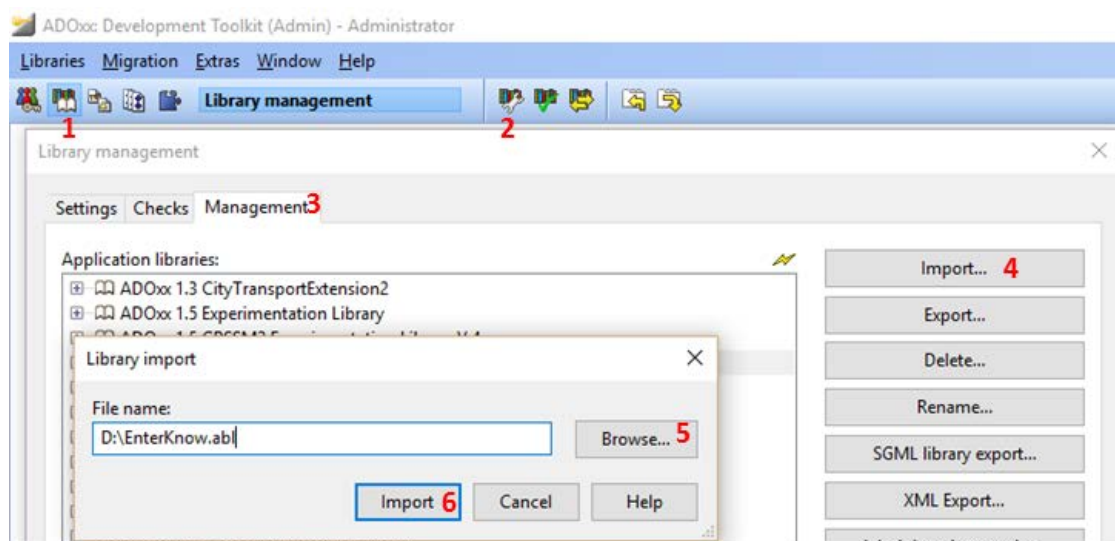 ADOxx: Development Toolkit (Admin) - Administrator
Libraries Migration Extras Window Help
Library management
1 2
Library management
Settings Checks Management 3
Application libraries:
ADOxx 1.3 CityTransportExtension2
ADOxx 1.5 Experimentation Library
Library import
File name:
D:\EnterKnow.abl
Browse... 5
Import 6 Cancel Help
Import... 4
Export...
Delete...
Rename...
SGML library export...
XML Export...